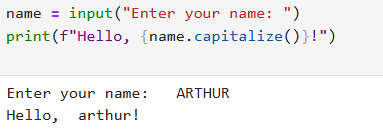 name = input("Enter your name: ")
print(f"Hello, {name.capitalize()}!")
Enter your name:   ARTHUR
Hello,  arthur!